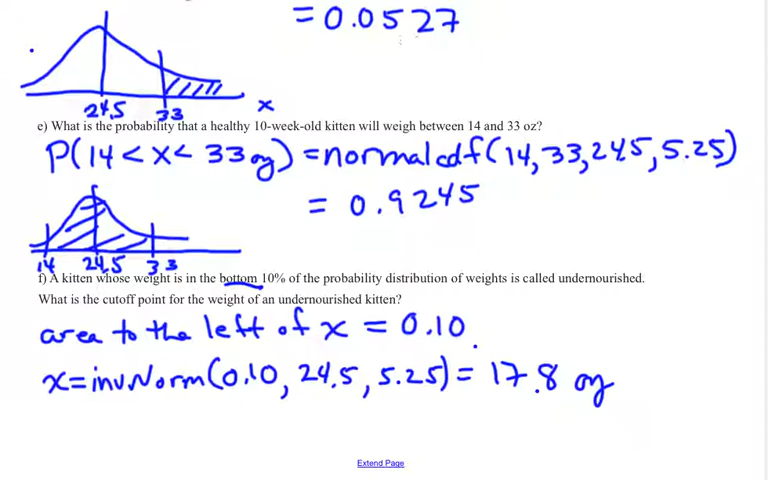 = 0.0527
24.5 33 x
e) What is the probability that a healthy 10-week-old kitten will weigh between 14 and 33 oz?
P(14 < x < 33 oz) = normalcdf(14, 33, 24.5, 5.25)
= 0.9245
14 24.5 33
f) A kitten whose weight is in the bottom 10% of the probability distribution of weights is called undernourished.
What is the cutoff point for the weight of an undernourished kitten?
area to the left of x = 0.10.
x = invNorm(0.10, 24.5, 5.25) = 17.8 oz
Extend Page